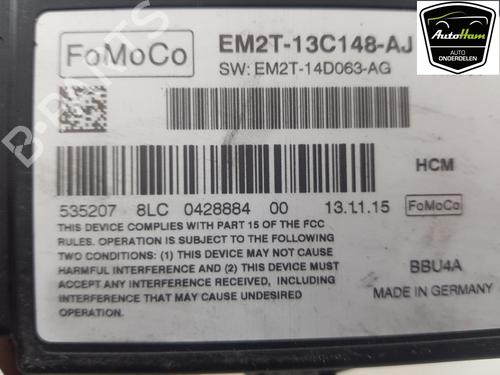 AutoHam
AUTO
ONDERDELEN
FoMoCo
EM2T-13C148-AJ
SW: EM2T-14D063-AG
B-PARTS
HCM
535207 8LC 0428884 00 13.11.15 FoMoCo
THIS DEVICE COMPLIES WITH PART 15 OF THE FCC
RULES. OPERATION IS SUBJECT TO THE FOLLOWING
TWO CONDITIONS: (1) THIS DEVICE MAY NOT CAUSE
HARMFUL INTERFERENCE AND (2) THIS DEVICE MUST
ACCEPT ANY INTERFERENCE RECEIVED, INCLUDING
INTERFERENCE THAT MAY CAUSE UNDESIRED
OPERATION.
BBU4A
MADE IN GERMANY